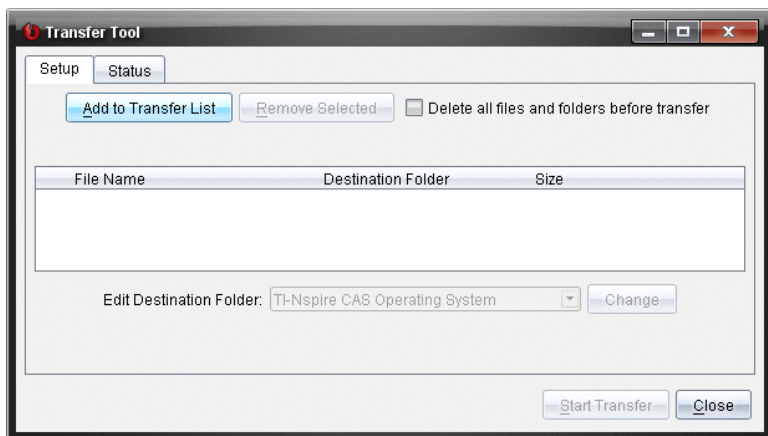 Transfer Tool
Setup Status
Add to Transfer List Remove Selected Delete all files and folders before transfer
File Name Destination Folder Size
Edit Destination Folder: TI-Nspire CAS Operating System Change
Start Transfer Close